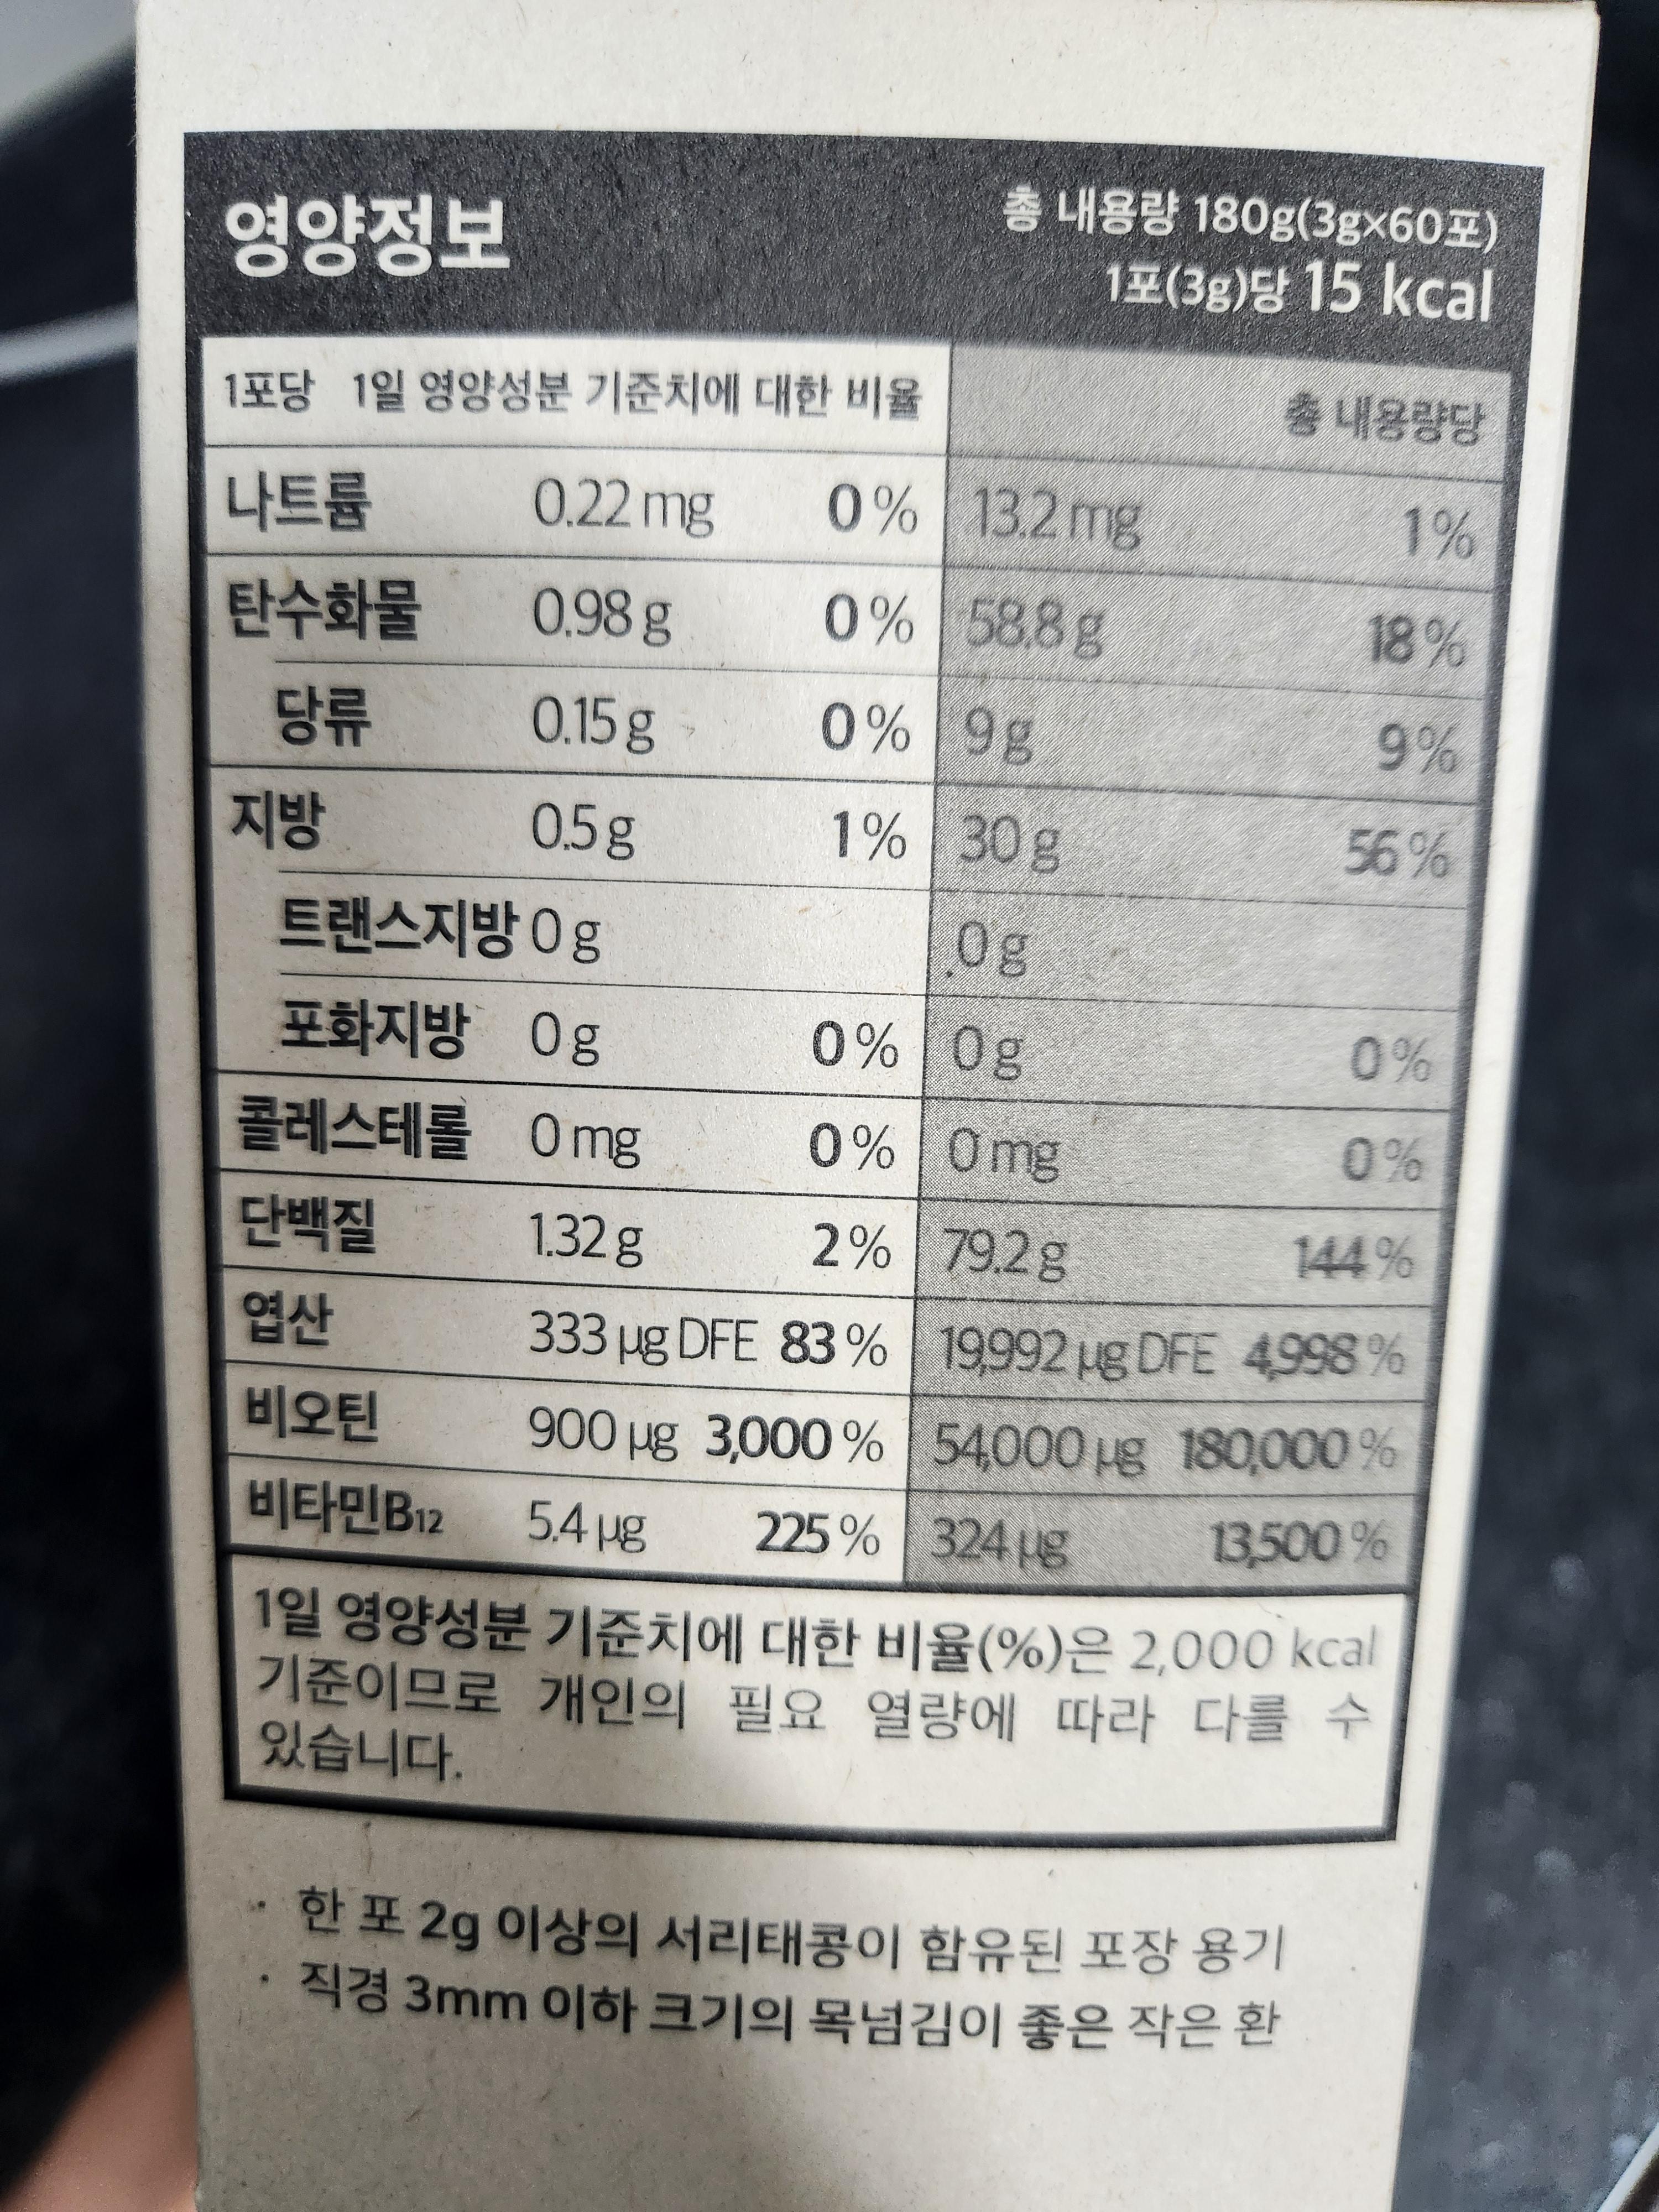 영양정보
총 내용량 180g(3g×60포)
1포(3g)당 15 kcal
1포당 1일 영양성분 기준치에 대한 비율 총 내용량당
나트륨 0.22 mg 0 % 13.2 mg 1 %
탄수화물 0.98 g 0 % 58.8 g 18 %
당류 0.15 g 0 % 9 g 9 %
지방 0.5 g 1 % 30 g 56 %
트랜스지방 0 g 0 g
포화지방 0 g 0 % 0 g 0 %
콜레스테롤 0 mg 0 % 0 mg 0 %
단백질 1.32 g 2 % 79.2 g 144 %
엽산 333 μg DFE 83 % 19,992 μg DFE 4,998 %
비오틴 900 μg 3,000 % 54,000 μg 180,000 %
비타민B12 5.4 μg 225 % 324 μg 13,500 %
1일 영양성분 기준치에 대한 비율(%)은 2,000 kcal
기준이므로 개인의 필요 열량에 따라 다를 수
있습니다.
· 한 포 2g 이상의 서리태콩이 함유된 포장 용기
· 직경 3mm 이하 크기의 목넘김이 좋은 작은 환